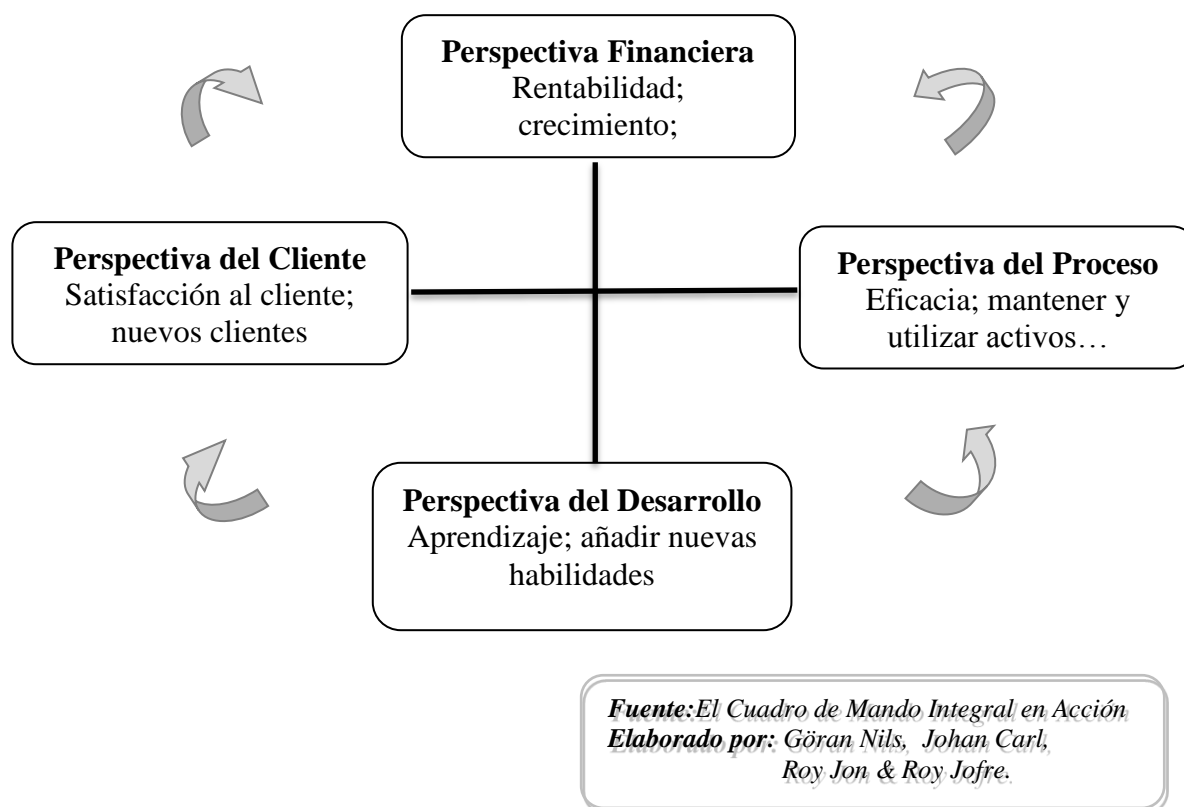 Perspectiva Financiera
Rentabilidad;
crecimiento;
Perspectiva del Cliente
Satisfacción al cliente;
nuevos clientes
Perspectiva del Proceso
Eficacia; mantener y
utilizar activos…
Perspectiva del Desarrollo
Aprendizaje; añadir nuevas
habilidades
Fuente:El Cuadro de Mando Integral en Acción
Elaborado por: Göran Nils, Johan Carl,
Roy Jon & Roy Jofre.